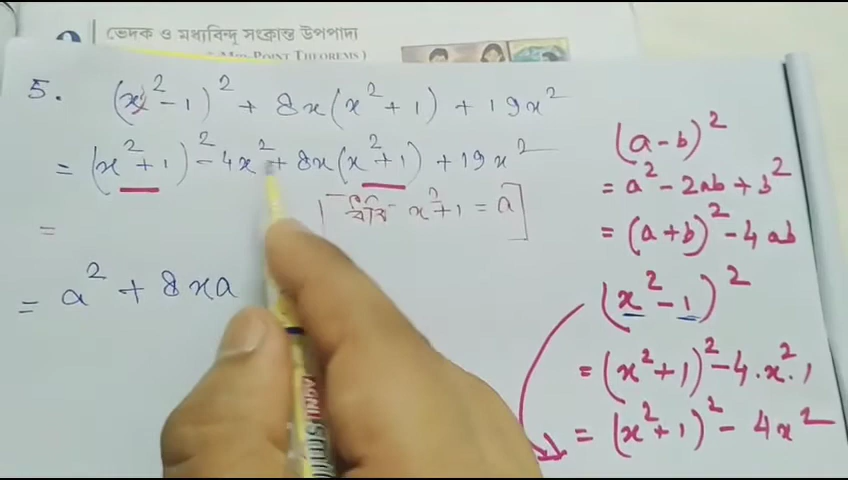 ভেদক ও মধ্যবিন্দু সংক্রান্ত উপপাদ্য
POINT THEOREMS)
5. (x² - 1)² + 8x(x² + 1) + 19x²
= (x² + 1)² - 4x² + 8x(x² + 1) + 19x²
= [ধরি x² + 1 = a]
= a² + 8xa
(a - b)²
= a² - 2ab + b²
= (a + b)² - 4ab
(x² - 1)²
= (x² + 1)² - 4 . x² . 1
= (x² + 1)² - 4x²